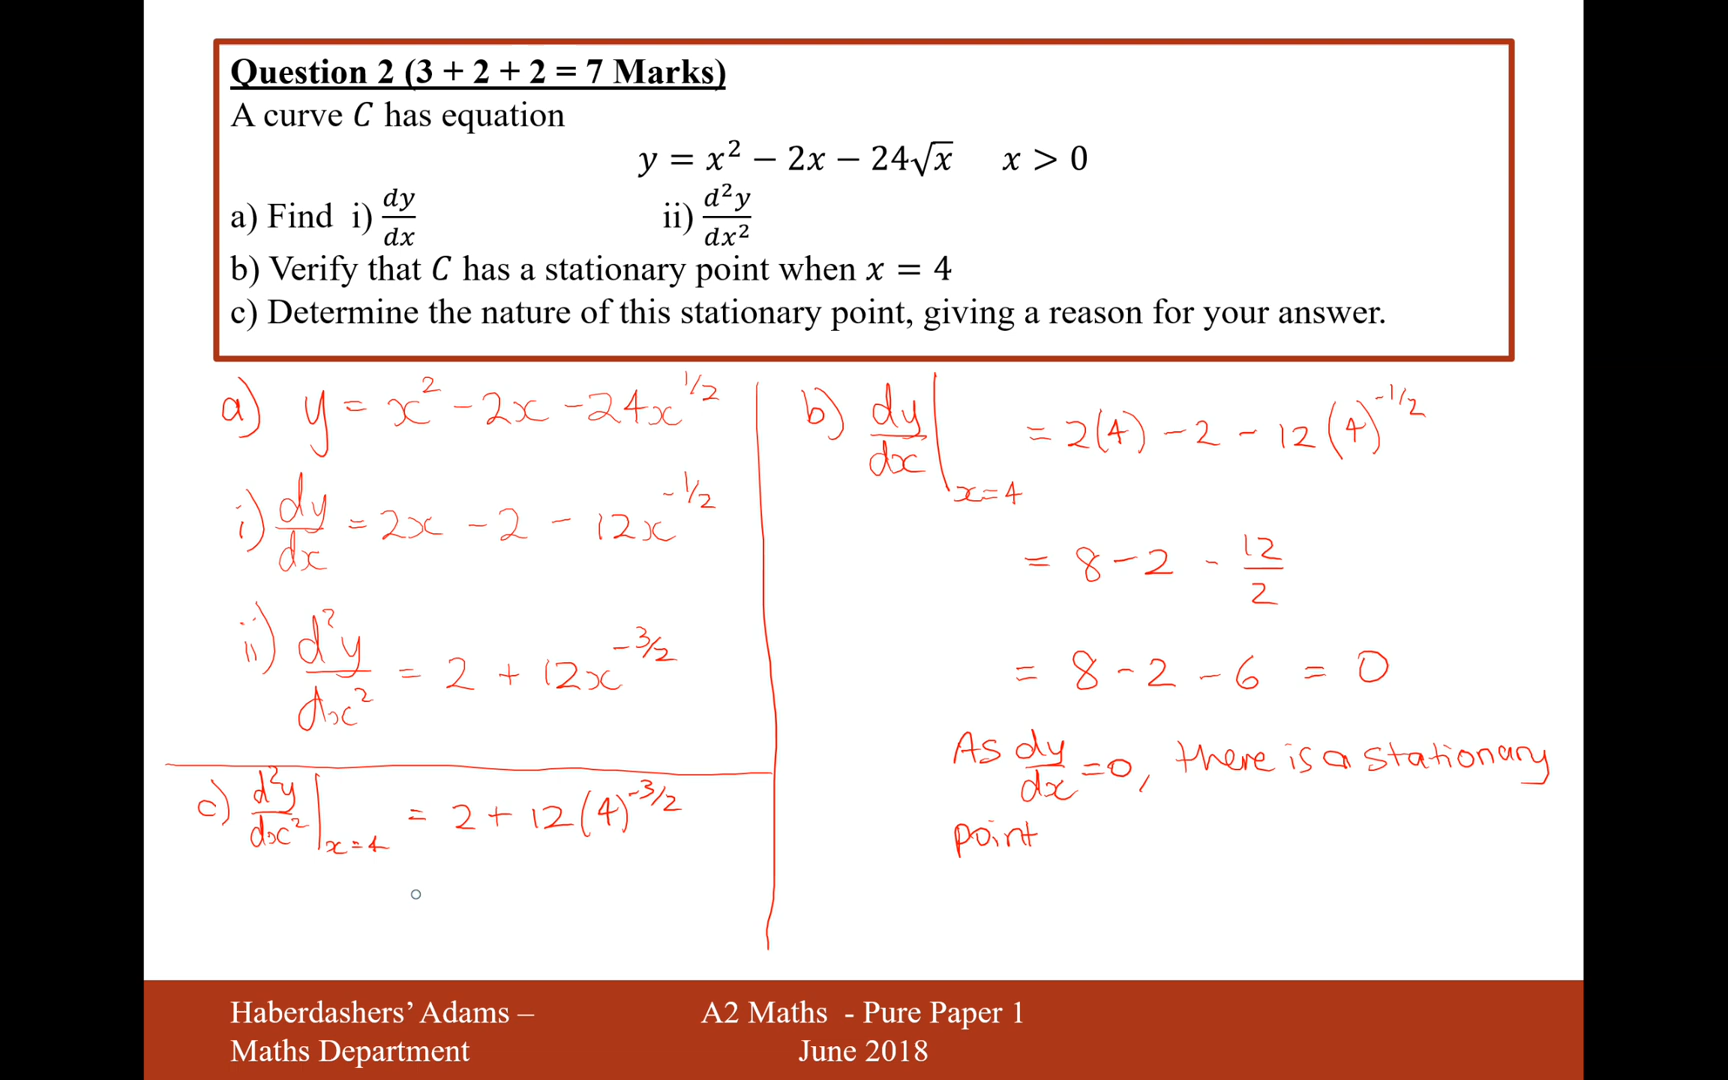 Question 2 (3 + 2 + 2 = 7 Marks)
A curve C has equation
y = x² − 2x − 24√x    x > 0
a) Find i) dy/dx    ii) d²y/dx²
b) Verify that C has a stationary point when x = 4
c) Determine the nature of this stationary point, giving a reason for your answer.
a) y = x² − 2x − 24x^1/2
i) dy/dx = 2x − 2 − 12x^−1/2
ii) d²y/dx² = 2 + 12x^−3/2
c) d²y/dx² |x=4 = 2 + 12(4)^−3/2
b) dy/dx |x=4 = 2(4) − 2 − 12(4)^−1/2
= 8 − 2 − 12/2
= 8 − 2 − 6 = 0
As dy/dx = 0, there is a stationary
point
Haberdashers’ Adams –
Maths Department
A2 Maths  - Pure Paper 1
June 2018